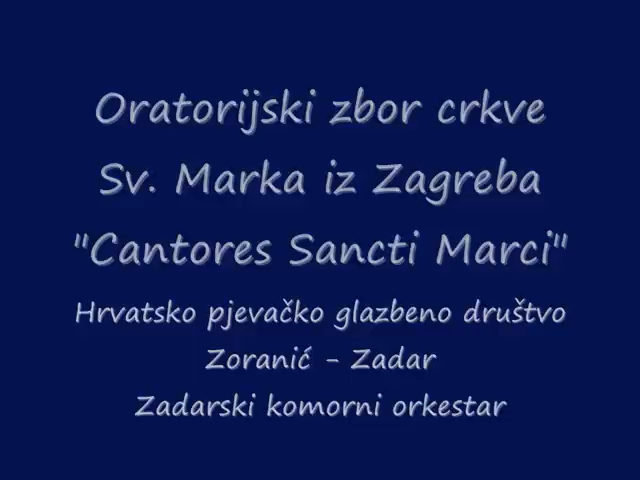 Oratorijski zbor crkve
Sv. Marka iz Zagreba
"Cantores Sancti Marci"
Hrvatsko pjevačko glazbeno društvo
Zoranić - Zadar
Zadarski komorni orkestar